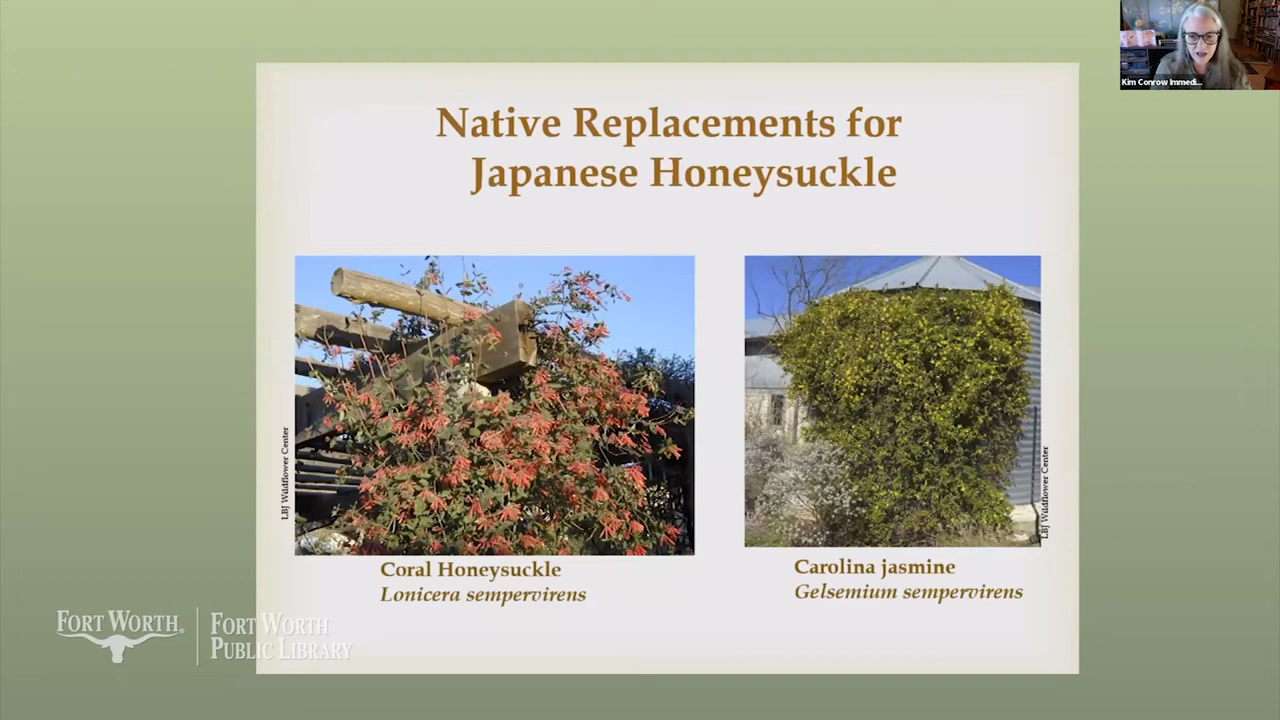 Kim Conrow Immedi...
Native Replacements for
Japanese Honeysuckle
LBJ Wildflower Center
LBJ Wildflower Center
Coral Honeysuckle
Lonicera sempervirens
Carolina jasmine
Gelsemium sempervirens
FORT WORTH®
FORT WORTH
PUBLIC LIBRARY